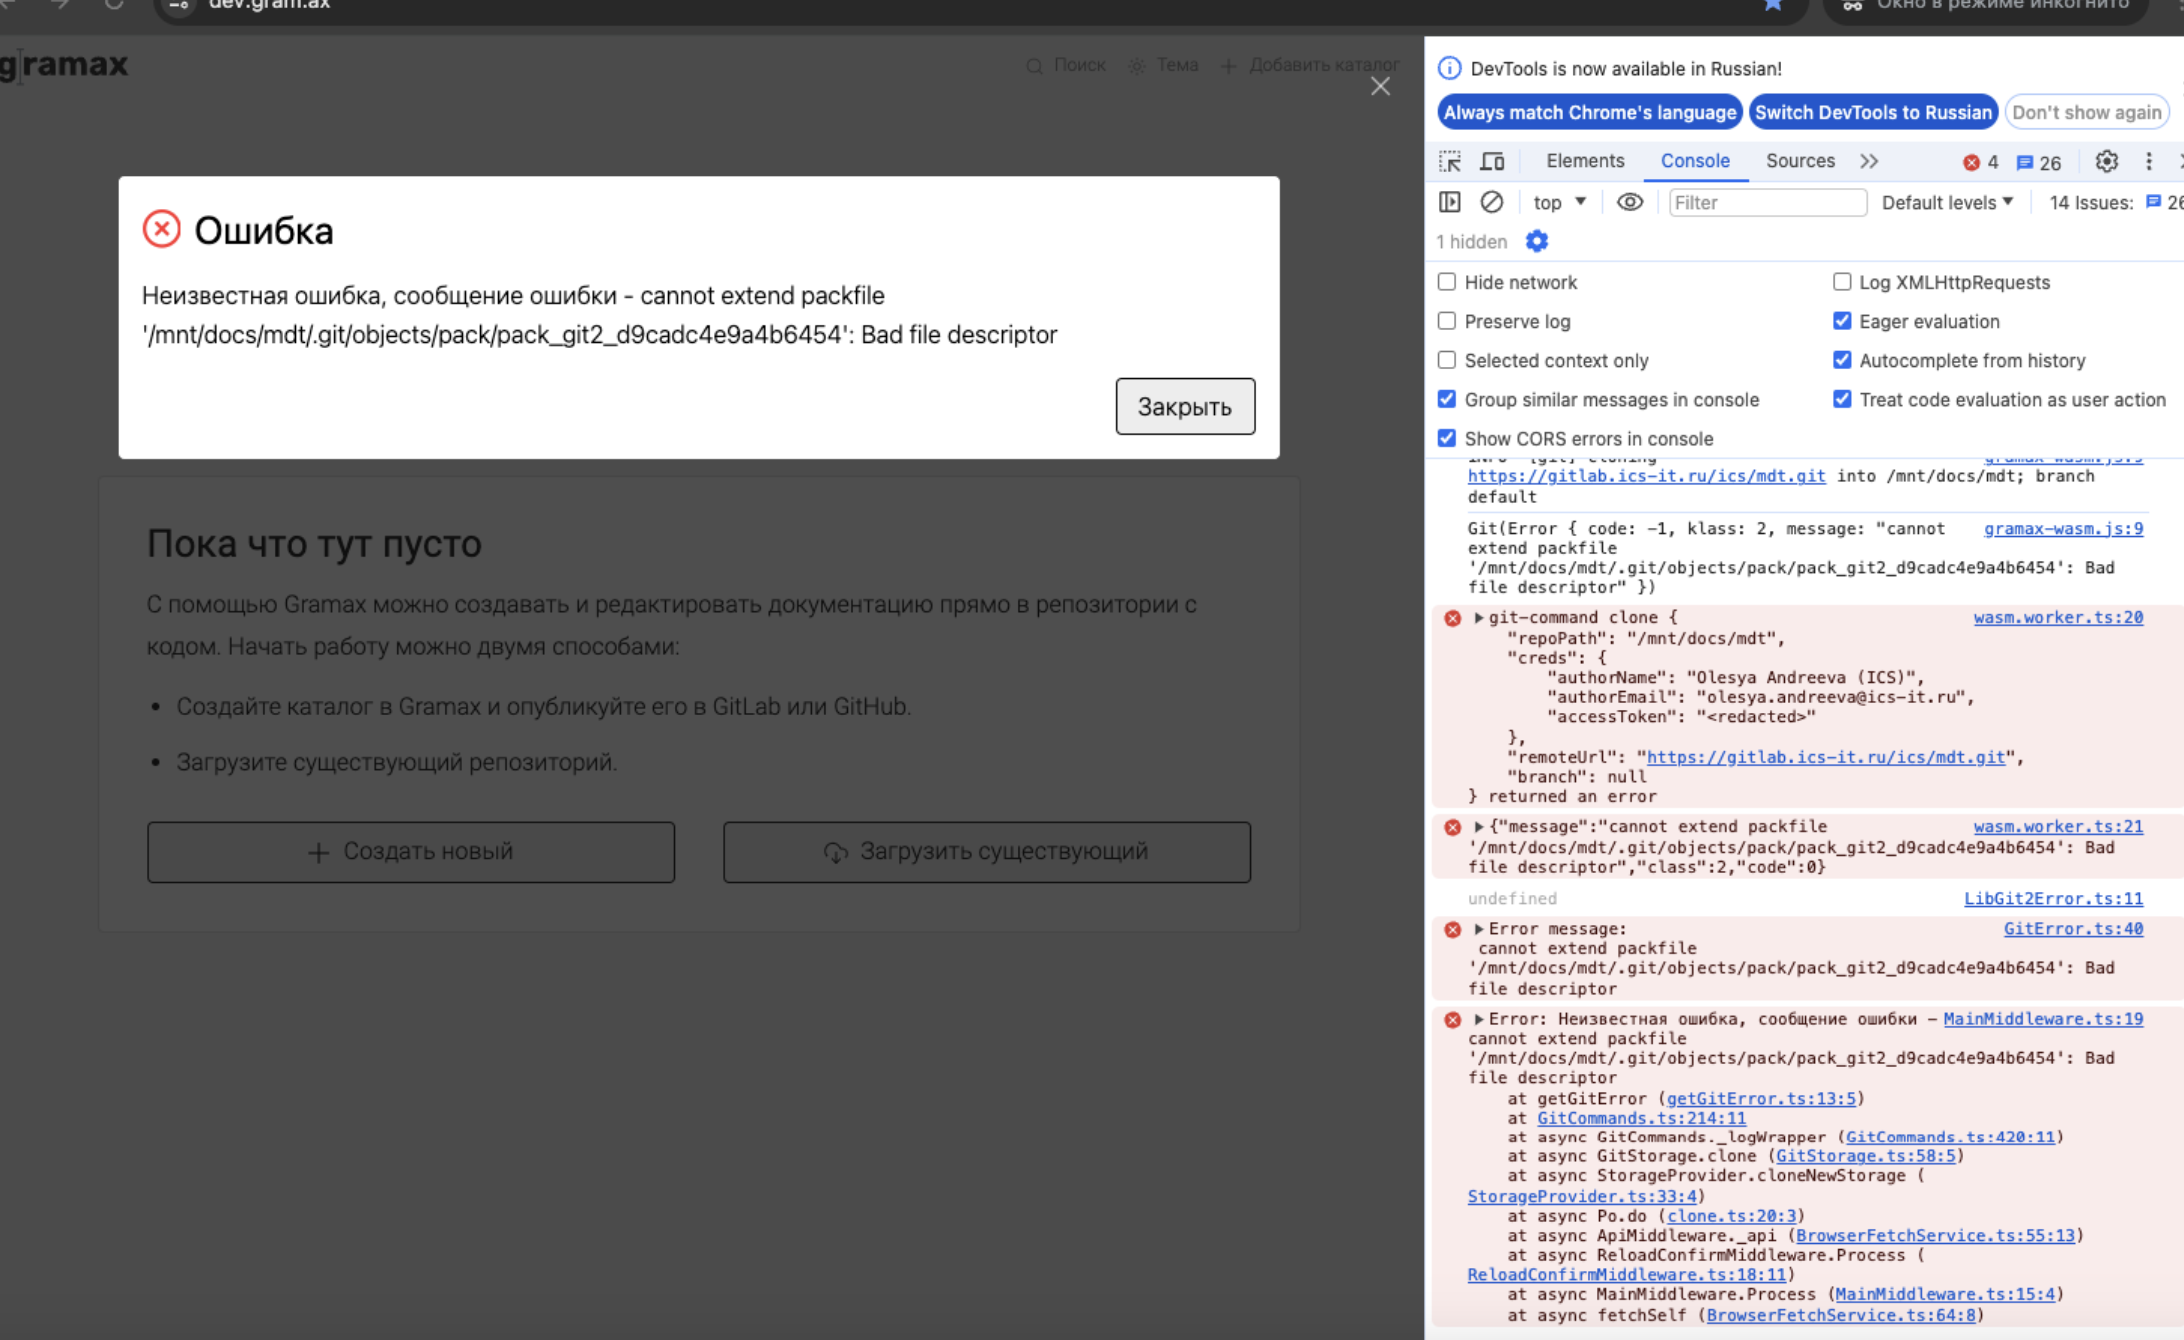 dev.gram.ax
Окно в режиме инкогнито
gramax
Поиск
Тема
Добавить каталог
Ошибка
Неизвестная ошибка, сообщение ошибки - cannot extend packfile
'/mnt/docs/mdt/.git/objects/pack/pack_git2_d9cadc4e9a4b6454': Bad file descriptor
Закрыть
Пока что тут пусто
С помощью Gramax можно создавать и редактировать документацию прямо в репозитории с
кодом. Начать работу можно двумя способами:
• Создайте каталог в Gramax и опубликуйте его в GitLab или GitHub.
• Загрузите существующий репозиторий.
Создать новый
Загрузить существующий
DevTools is now available in Russian!
Always match Chrome's language
Switch DevTools to Russian
Don't show again
Elements
Console
Sources
4
26
top
Filter
Default levels
14 Issues:
26
1 hidden
Hide network
Log XMLHttpRequests
Preserve log
Eager evaluation
Selected context only
Autocomplete from history
Group similar messages in console
Treat code evaluation as user action
Show CORS errors in console
INFO [git] cloning gramax-wasm.js:9
https://gitlab.ics-it.ru/ics/mdt.git into /mnt/docs/mdt; branch
default
Git(Error { code: -1, klass: 2, message: "cannot gramax-wasm.js:9
extend packfile
'/mnt/docs/mdt/.git/objects/pack/pack_git2_d9cadc4e9a4b6454': Bad
file descriptor" })
git-command clone { wasm.worker.ts:20
"repoPath": "/mnt/docs/mdt",
"creds": {
"authorName": "Olesya Andreeva (ICS)",
"authorEmail": "olesya.andreeva@ics-it.ru",
"accessToken": "<redacted>"
},
"remoteUrl": "https://gitlab.ics-it.ru/ics/mdt.git",
"branch": null
} returned an error
{"message":"cannot extend packfile wasm.worker.ts:21
'/mnt/docs/mdt/.git/objects/pack/pack_git2_d9cadc4e9a4b6454': Bad
file descriptor","class":2,"code":0}
undefined LibGit2Error.ts:11
Error message: GitError.ts:40
cannot extend packfile
'/mnt/docs/mdt/.git/objects/pack/pack_git2_d9cadc4e9a4b6454': Bad
file descriptor
Error: Неизвестная ошибка, сообщение ошибки - MainMiddleware.ts:19
cannot extend packfile
'/mnt/docs/mdt/.git/objects/pack/pack_git2_d9cadc4e9a4b6454': Bad
file descriptor
at getGitError (getGitError.ts:13:5)
at GitCommands.ts:214:11
at async GitCommands._logWrapper (GitCommands.ts:420:11)
at async GitStorage.clone (GitStorage.ts:58:5)
at async StorageProvider.cloneNewStorage (
StorageProvider.ts:33:4)
at async Po.do (clone.ts:20:3)
at async ApiMiddleware._api (BrowserFetchService.ts:55:13)
at async ReloadConfirmMiddleware.Process (
ReloadConfirmMiddleware.ts:18:11)
at async MainMiddleware.Process (MainMiddleware.ts:15:4)
at async fetchSelf (BrowserFetchService.ts:64:8)